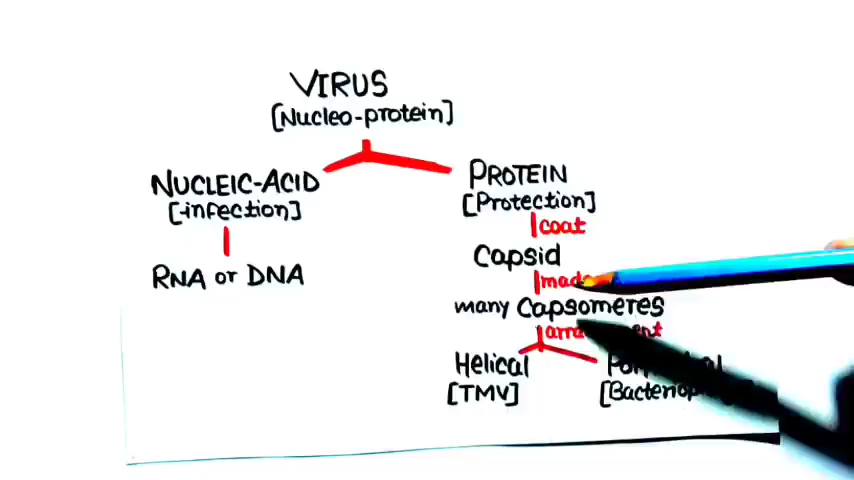 VIRUS
[Nucleo-protein]
NUCLEIC-ACID
[infection]
RNA or DNA
PROTEIN
[Protection]
coat
Capsid
many Capsomeres
Helical
[TMV]